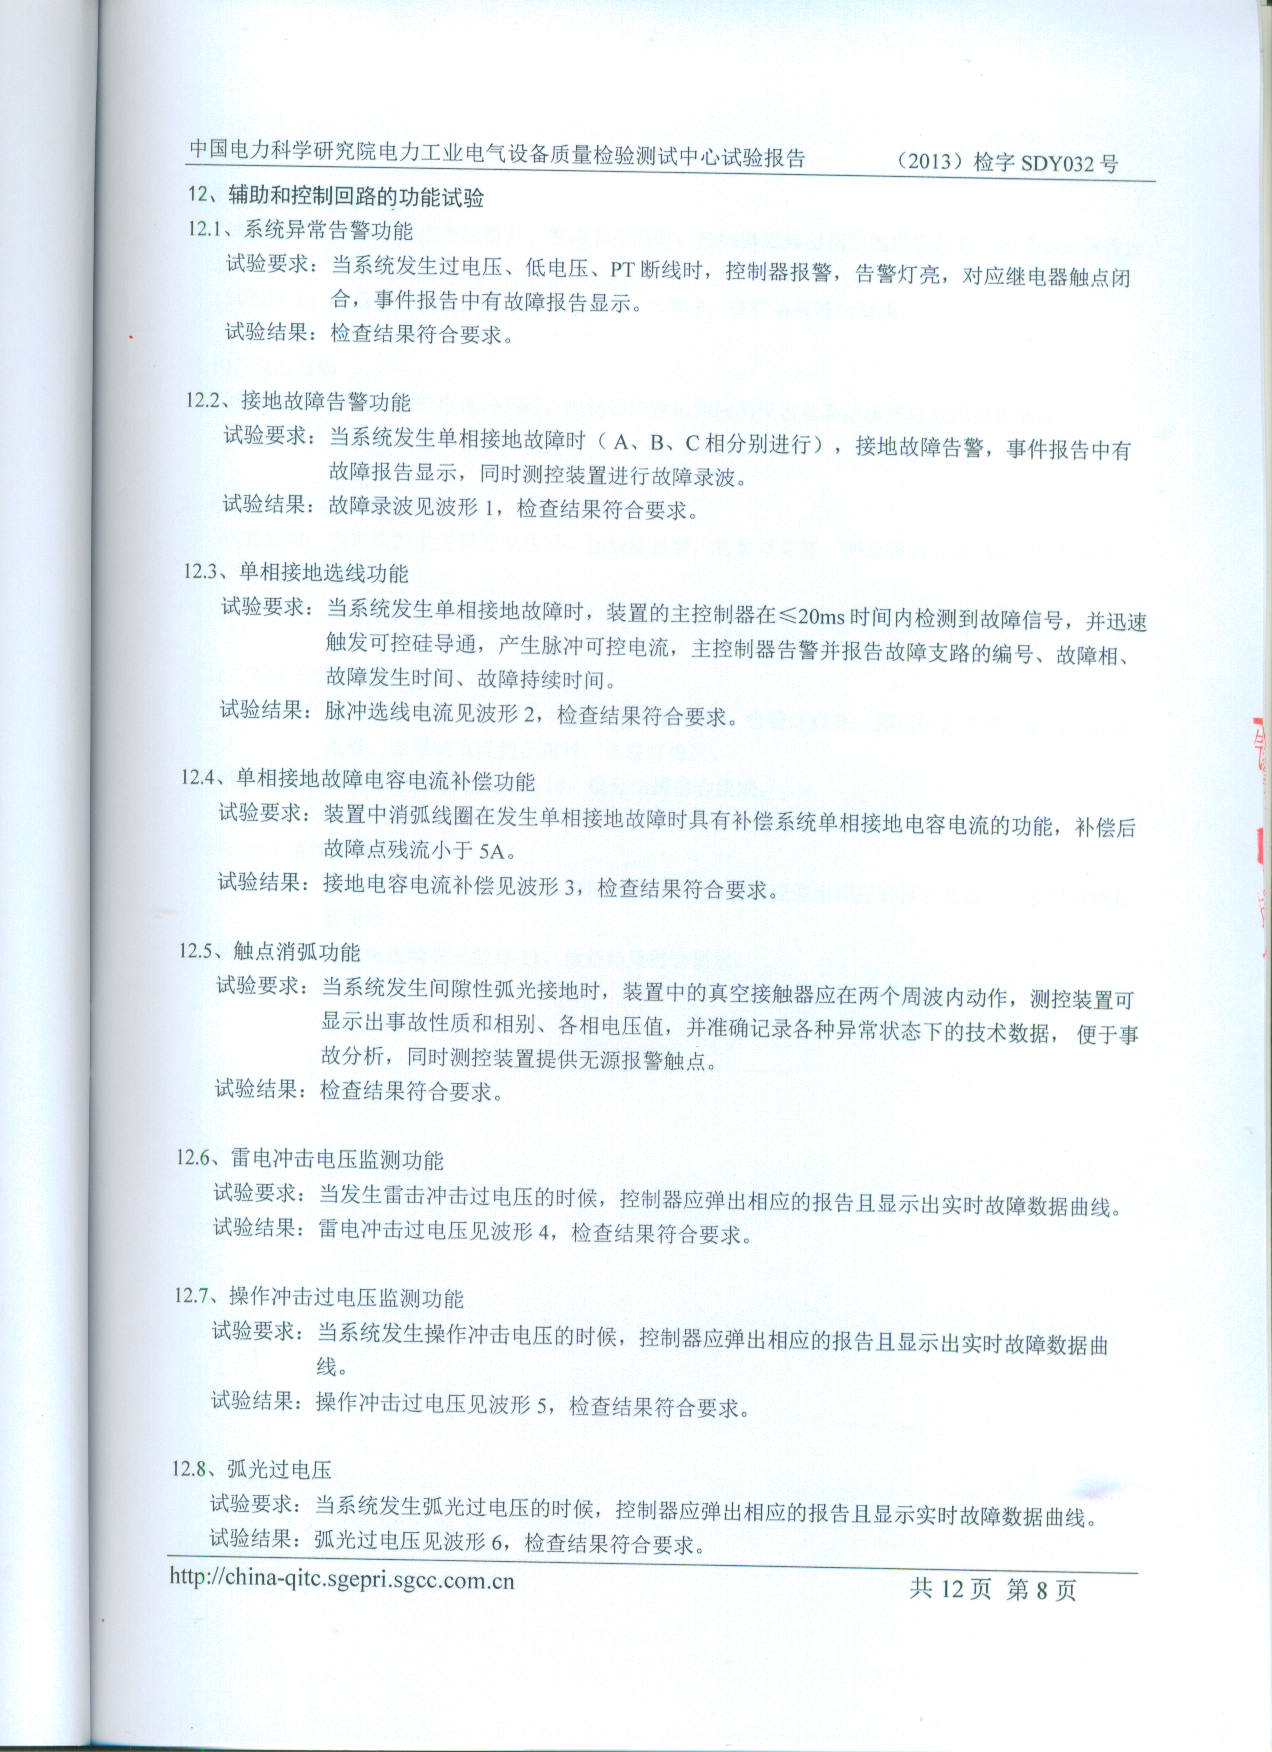 中国电力科学研究院电力工业电气设备质量检验测试中心试验报告 （2013）检字 SDY032 号
12、辅助和控制回路的功能试验
12.1、系统异常告警功能
试验要求：当系统发生过电压、低电压、PT 断线时，控制器报警，告警灯亮，对应继电器触点闭
合，事件报告中有故障报告显示。
试验结果：检查结果符合要求。
12.2、接地故障告警功能
试验要求：当系统发生单相接地故障时（ A、B、C 相分别进行），接地故障告警，事件报告中有
故障报告显示，同时测控装置进行故障录波。
试验结果：故障录波见波形 1，检查结果符合要求。
12.3、单相接地选线功能
试验要求：当系统发生单相接地故障时，装置的主控制器在≤20ms 时间内检测到故障信号，并迅速
触发可控硅导通，产生脉冲可控电流，主控制器告警并报告故障支路的编号、故障相、
故障发生时间、故障持续时间。
试验结果：脉冲选线电流见波形 2，检查结果符合要求。
12.4、单相接地故障电容电流补偿功能
试验要求：装置中消弧线圈在发生单相接地故障时具有补偿系统单相接地电容电流的功能，补偿后
故障点残流小于 5A。
试验结果：接地电容电流补偿见波形 3，检查结果符合要求。
12.5、触点消弧功能
试验要求：当系统发生间隙性弧光接地时，装置中的真空接触器应在两个周波内动作，测控装置可
显示出事故性质和相别、各相电压值，并准确记录各种异常状态下的技术数据， 便于事
故分析，同时测控装置提供无源报警触点。
试验结果：检查结果符合要求。
12.6、雷电冲击电压监测功能
试验要求：当发生雷击冲击过电压的时候，控制器应弹出相应的报告且显示出实时故障数据曲线。
试验结果：雷电冲击过电压见波形 4，检查结果符合要求。
12.7、操作冲击过电压监测功能
试验要求：当系统发生操作冲击电压的时候，控制器应弹出相应的报告且显示出实时故障数据曲
线。
试验结果：操作冲击过电压见波形 5，检查结果符合要求。
12.8、弧光过电压
试验要求：当系统发生弧光过电压的时候，控制器应弹出相应的报告且显示实时故障数据曲线。
试验结果：弧光过电压见波形 6，检查结果符合要求。
http://china-qitc.sgepri.sgcc.com.cn 共 12 页 第 8 页